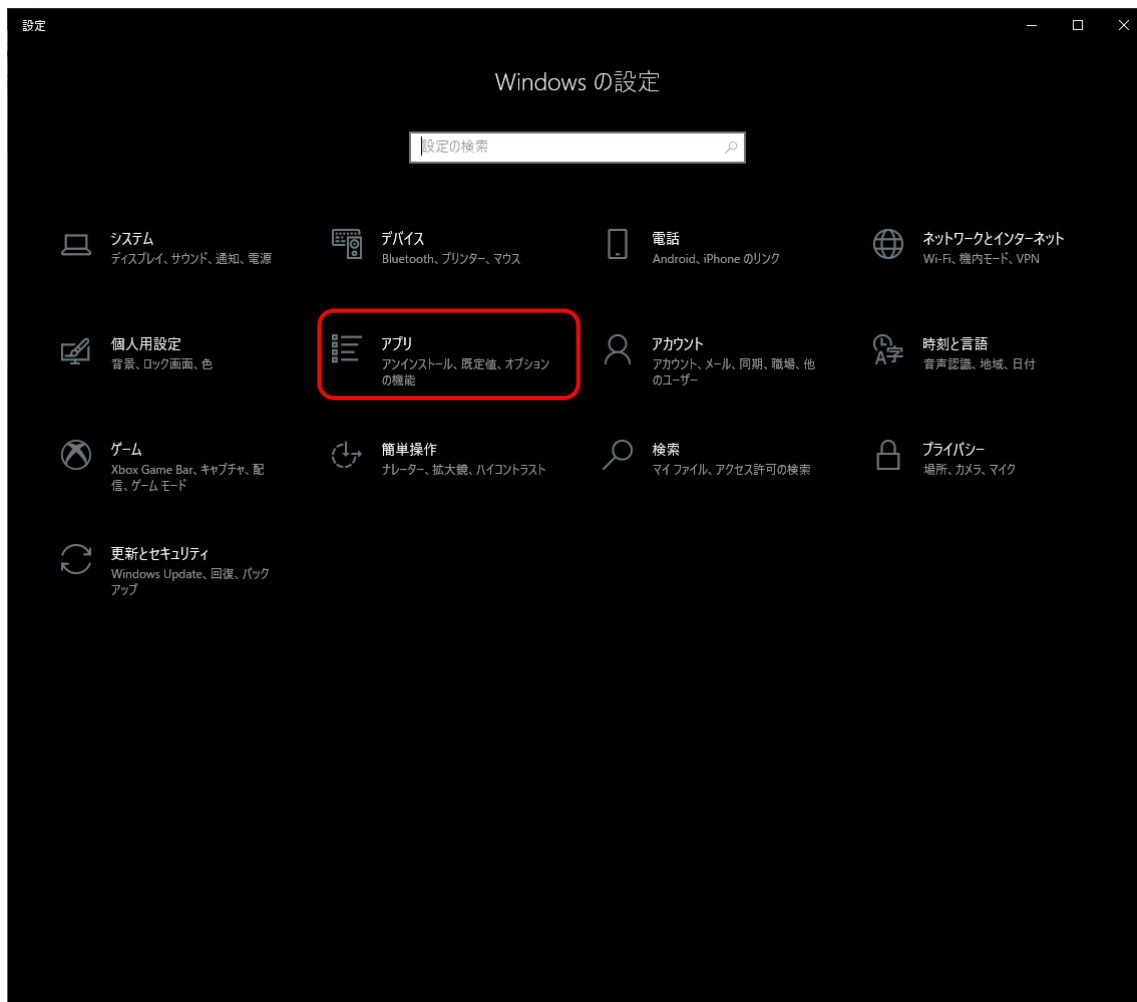 設定
Windows の設定
設定の検索
システム
ディスプレイ、サウンド、通知、電源
デバイス
Bluetooth、プリンター、マウス
電話
Android、iPhone のリンク
ネットワークとインターネット
Wi-Fi、機内モード、VPN
個人用設定
背景、ロック画面、色
アプリ
アンインストール、既定値、オプション
の機能
アカウント
アカウント、メール、同期、職場、他
のユーザー
時刻と言語
音声認識、地域、日付
ゲーム
Xbox Game Bar、キャプチャ、配
信、ゲーム モード
簡単操作
ナレーター、拡大鏡、ハイコントラスト
検索
マイ ファイル、アクセス許可の検索
プライバシー
場所、カメラ、マイク
更新とセキュリティ
Windows Update、回復、バック
アップ